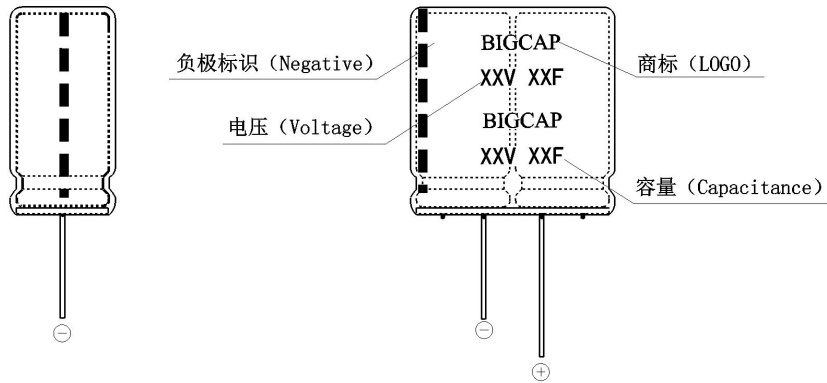 负极标识（Negative）
BIGCAP
商标（LOGO）
XXV XXF
电压（Voltage）
BIGCAP
XXV XXF
容量（Capacitance）
⊖
⊖
⊕